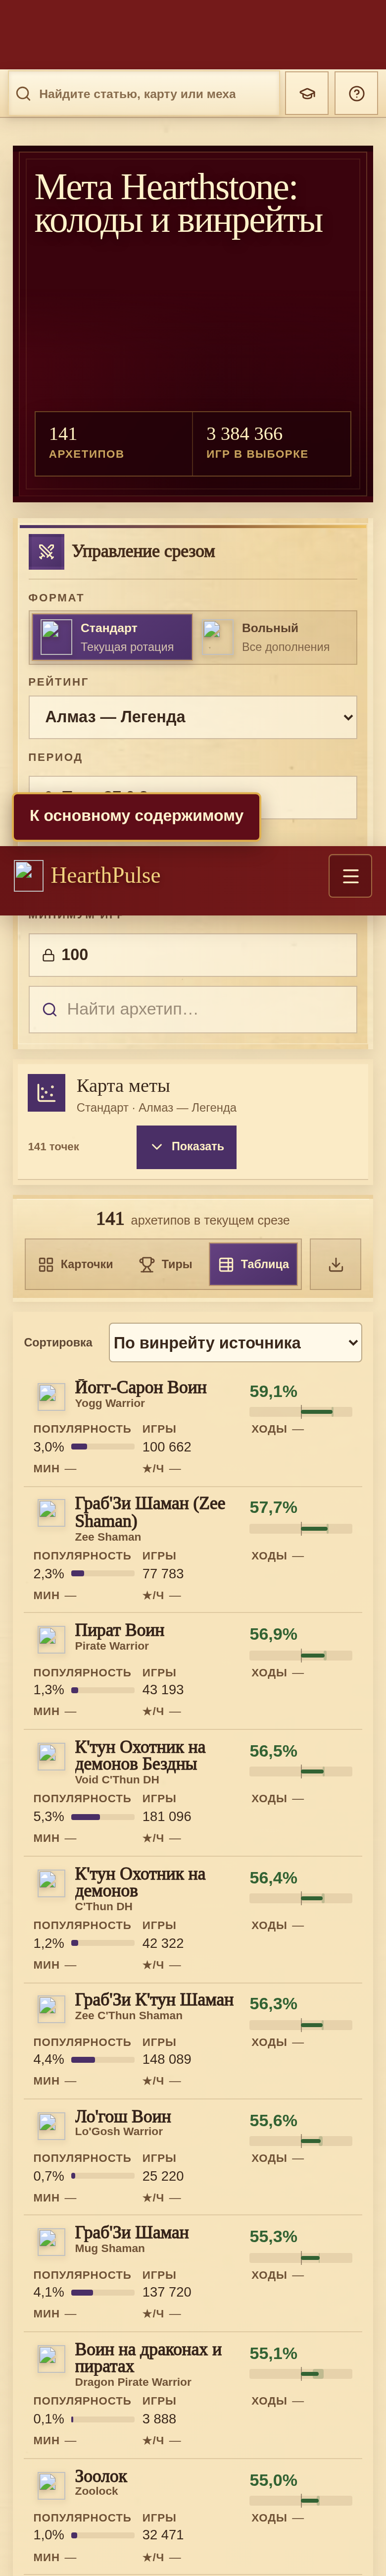 Найдите статью, карту или меха
Мета Hearthstone:
колоды и винрейты
141
АРХЕТИПОВ
3 384 366
ИГР В ВЫБОРКЕ
Управление срезом
ФОРМАТ
Стандарт
Текущая ротация
Вольный
Все дополнения
РЕЙТИНГ
Алмаз — Легенда
ПЕРИОД
К основному содержимому
HearthPulse
100
Найти архетип…
Карта меты
Стандарт · Алмаз — Легенда
141 точек
Показать
141 архетипов в текущем срезе
Карточки
Тиры
Таблица
Сортировка
По винрейту источника
Йогг-Сарон Воин
Yogg Warrior
59,1%
ПОПУЛЯРНОСТЬ ИГРЫ ХОДЫ —
3,0% 100 662
МИН — ★/Ч —
Граб'Зи Шаман (Zee
Shaman)
Zee Shaman
57,7%
ПОПУЛЯРНОСТЬ ИГРЫ ХОДЫ —
2,3% 77 783
МИН — ★/Ч —
Пират Воин
Pirate Warrior
56,9%
ПОПУЛЯРНОСТЬ ИГРЫ ХОДЫ —
1,3% 43 193
МИН — ★/Ч —
К'тун Охотник на
демонов Бездны
Void C'Thun DH
56,5%
ПОПУЛЯРНОСТЬ ИГРЫ ХОДЫ —
5,3% 181 096
МИН — ★/Ч —
К'тун Охотник на
демонов
C'Thun DH
56,4%
ПОПУЛЯРНОСТЬ ИГРЫ ХОДЫ —
1,2% 42 322
МИН — ★/Ч —
Граб'Зи К'тун Шаман
Zee C'Thun Shaman
56,3%
ПОПУЛЯРНОСТЬ ИГРЫ ХОДЫ —
4,4% 148 089
МИН — ★/Ч —
Ло'гош Воин
Lo'Gosh Warrior
55,6%
ПОПУЛЯРНОСТЬ ИГРЫ ХОДЫ —
0,7% 25 220
МИН — ★/Ч —
Граб'Зи Шаман
Mug Shaman
55,3%
ПОПУЛЯРНОСТЬ ИГРЫ ХОДЫ —
4,1% 137 720
МИН — ★/Ч —
Воин на драконах и
пиратах
Dragon Pirate Warrior
55,1%
ПОПУЛЯРНОСТЬ ИГРЫ ХОДЫ —
0,1% 3 888
МИН — ★/Ч —
Зоолок
Zoolock
55,0%
ПОПУЛЯРНОСТЬ ИГРЫ ХОДЫ —
1,0% 32 471
МИН — ★/Ч —